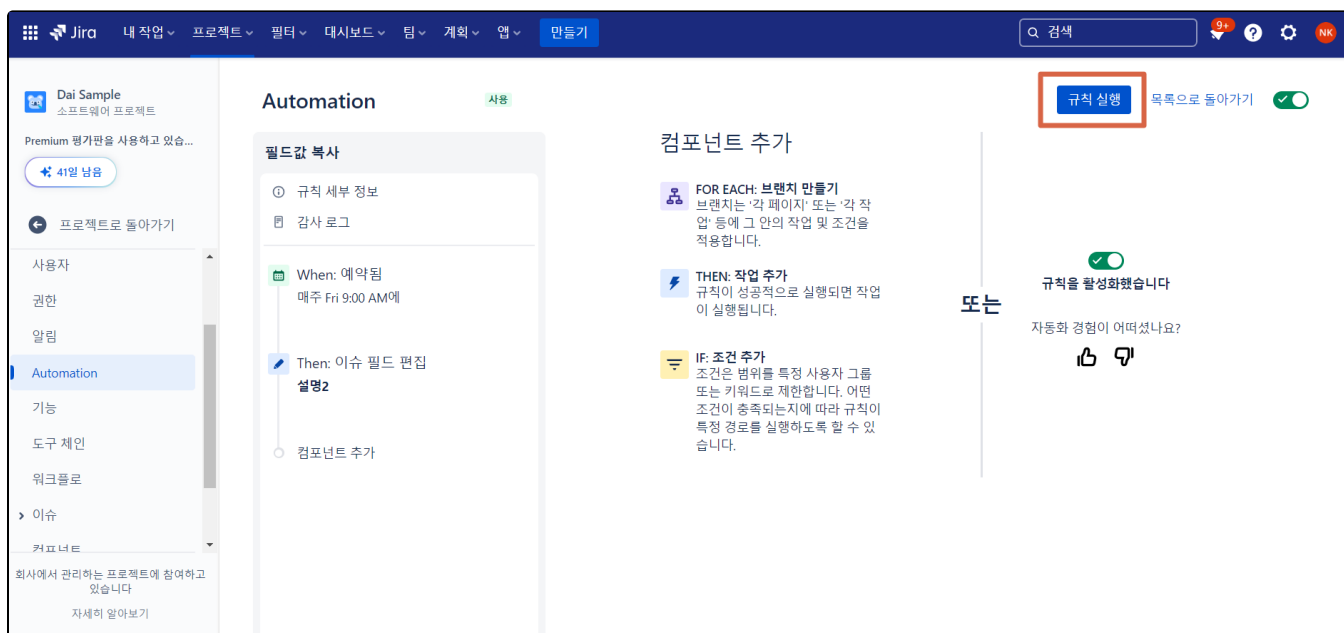 Jira 내 작업 프로젝트 필터 대시보드 팀 계획 앱 만들기 검색 9+ NK
Dai Sample
소프트웨어 프로젝트
Premium 평가판을 사용하고 있습...
41일 남음
프로젝트로 돌아가기
사용자
권한
알림
Automation
기능
도구 체인
워크플로
이슈
컴포넌트
회사에서 관리하는 프로젝트에 참여하고
있습니다
자세히 알아보기
Automation 사용
규칙 실행 목록으로 돌아가기
필드값 복사
규칙 세부 정보
감사 로그
When: 예약됨
매주 Fri 9:00 AM에
Then: 이슈 필드 편집
설명2
컴포넌트 추가
컴포넌트 추가
FOR EACH: 브랜치 만들기
브랜치는 '각 페이지' 또는 '각 작
업' 등에 그 안의 작업 및 조건을
적용합니다.
THEN: 작업 추가
규칙이 성공적으로 실행되면 작업
이 실행됩니다.
IF: 조건 추가
조건은 범위를 특정 사용자 그룹
또는 키워드로 제한합니다. 어떤
조건이 충족되는지에 따라 규칙이
특정 경로를 실행하도록 할 수 있
습니다.
또는
규칙을 활성화했습니다
자동화 경험이 어떠셨나요?